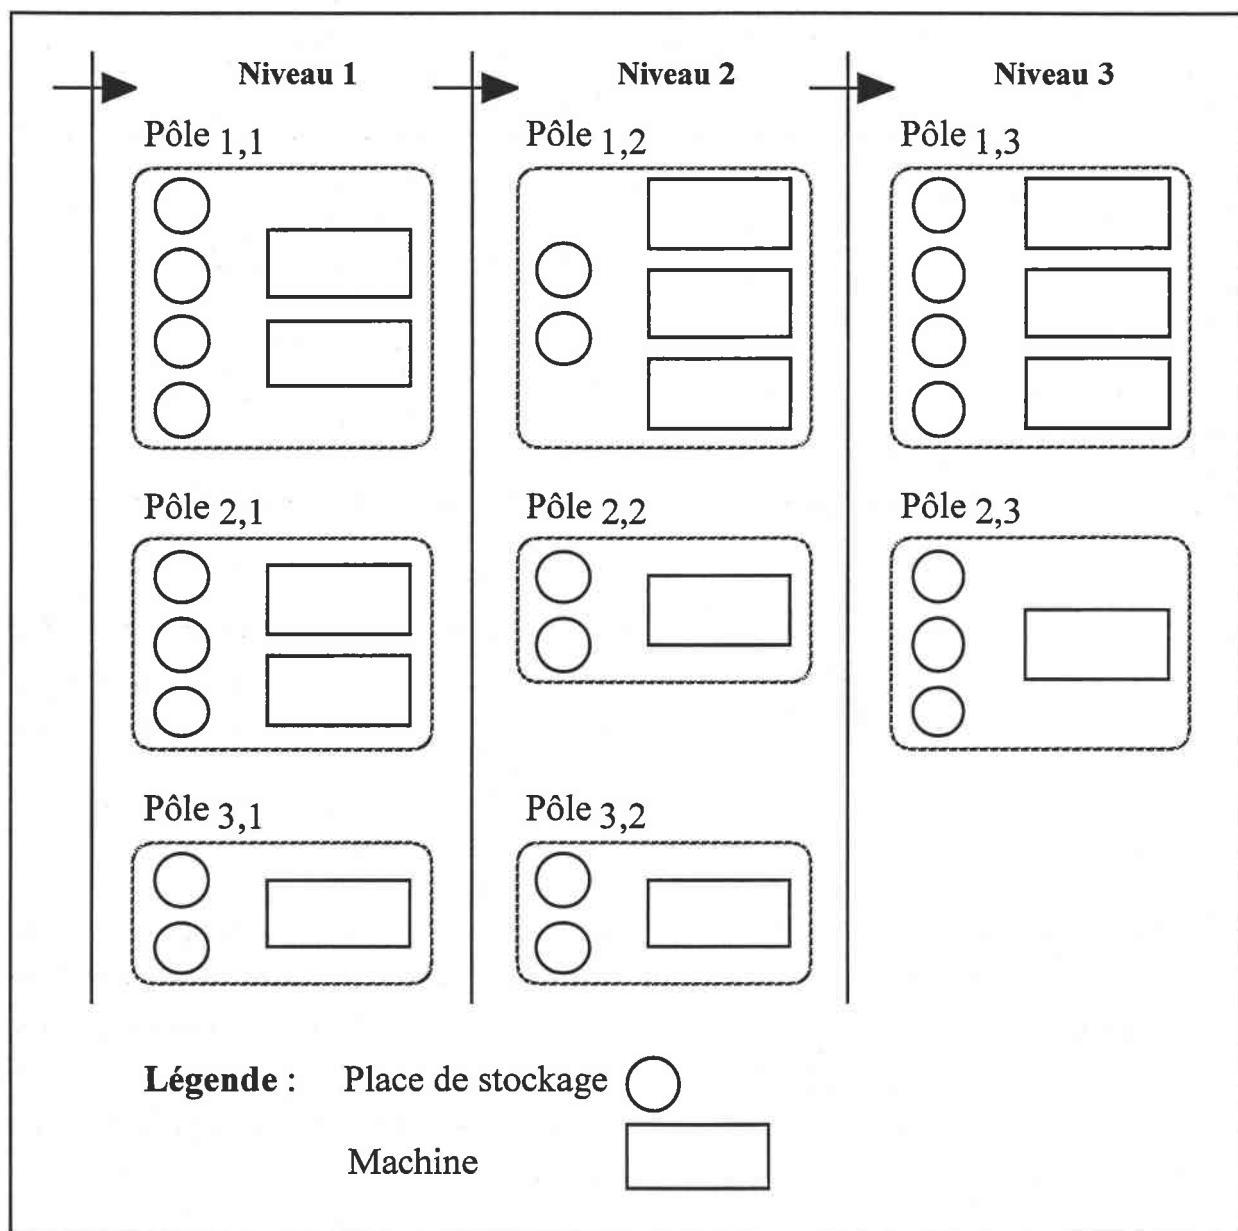 Niveau 1 Niveau 2 Niveau 3
Pôle 1,1 Pôle 1,2 Pôle 1,3
Pôle 2,1 Pôle 2,2 Pôle 2,3
Pôle 3,1 Pôle 3,2
Légende : Place de stockage
Machine